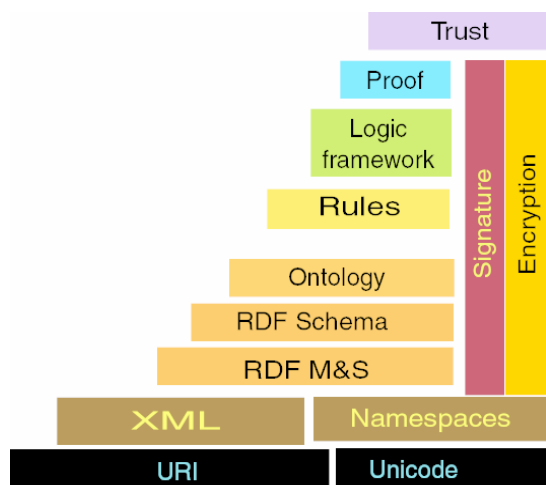 Trust
Proof
Logic
framework
Rules
Ontology
RDF Schema
RDF M&S
Signature
Encryption
XML
Namespaces
URI
Unicode